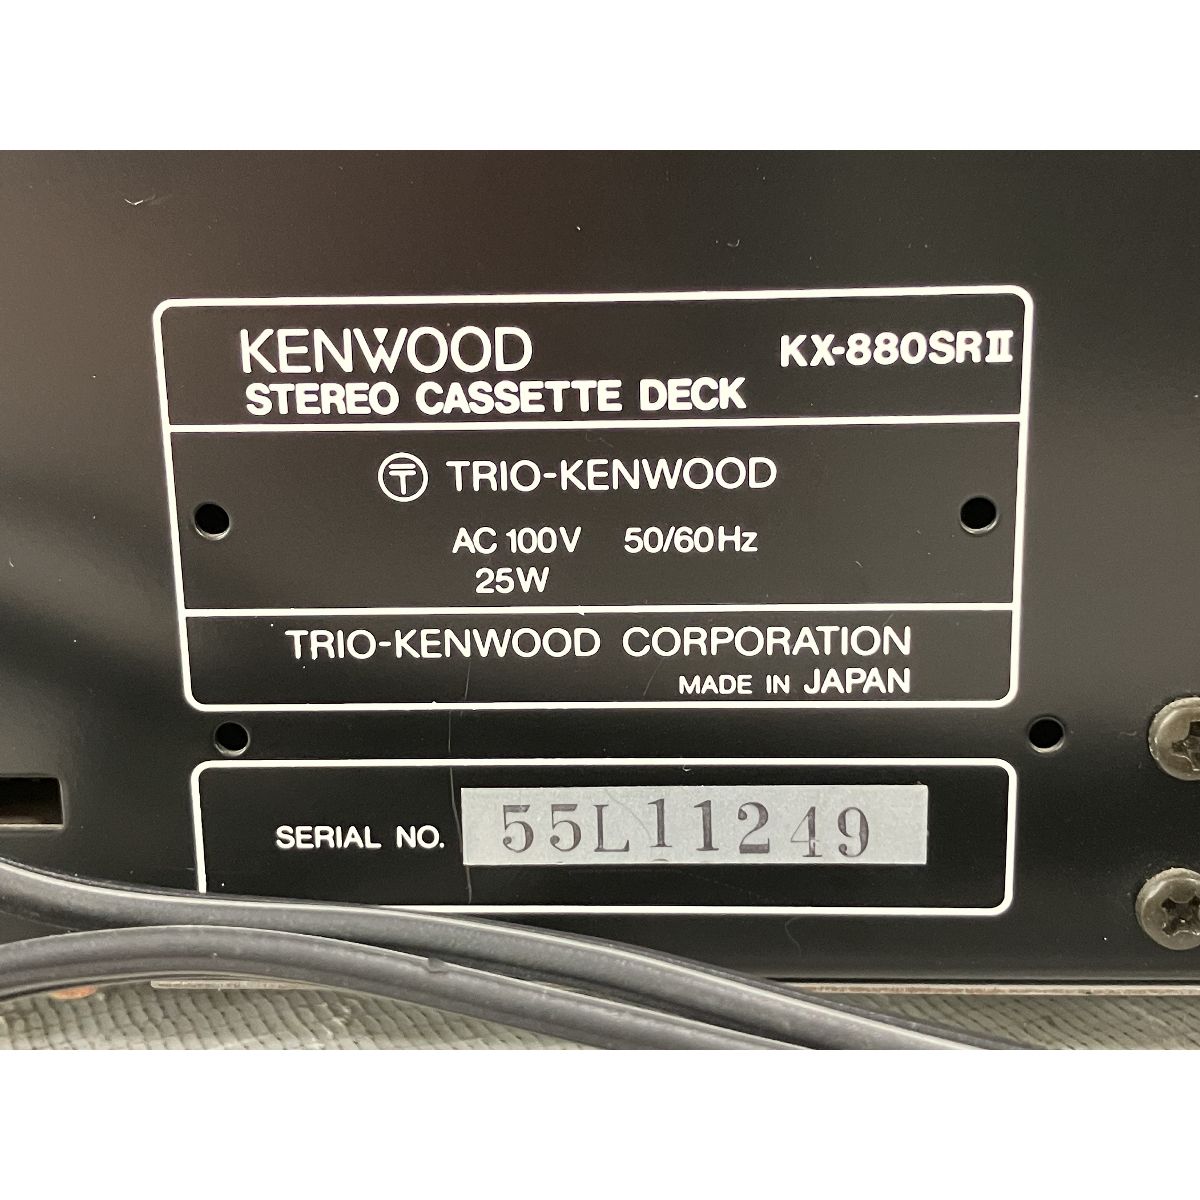 KENWOOD KX-880SRⅡ
STEREO CASSETTE DECK
〒 TRIO-KENWOOD
AC 100V 50/60Hz
25W
TRIO-KENWOOD CORPORATION
MADE IN JAPAN
SERIAL NO. 55L11249